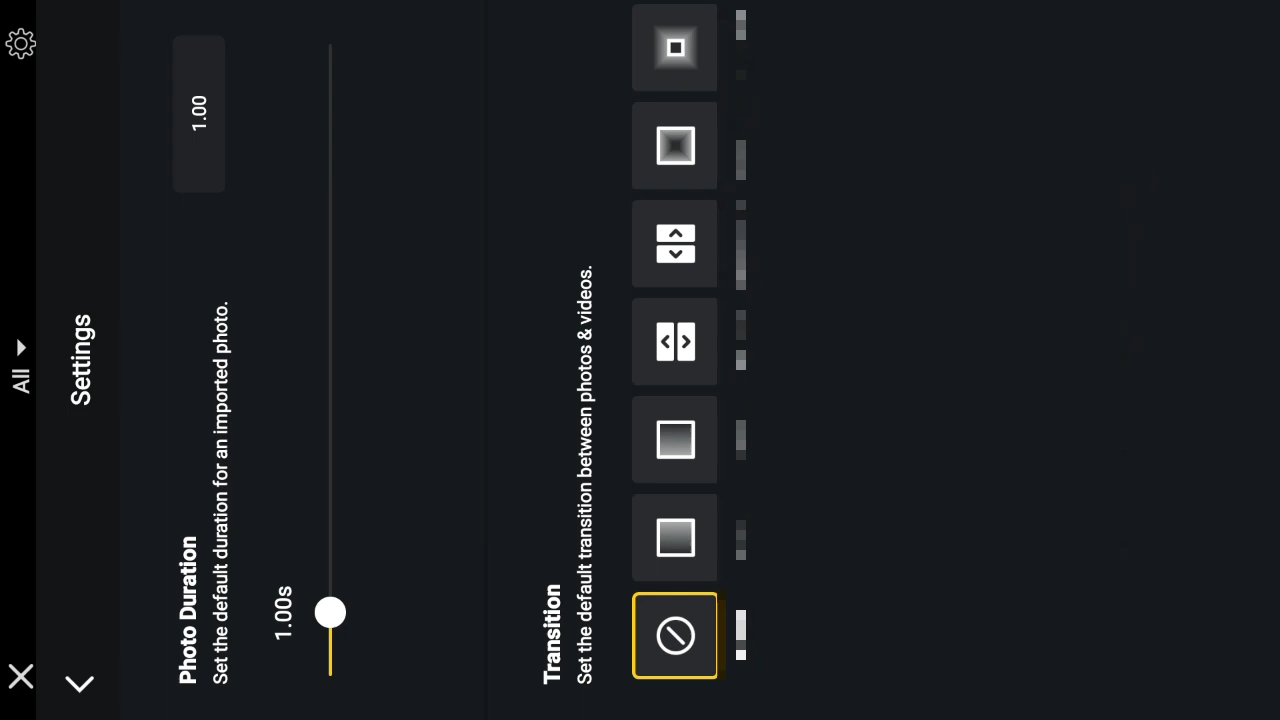 All
Settings
Photo Duration
1.00
Set the default duration for an imported photo.
1.00s
Transition
Set the default transition between photos & videos.